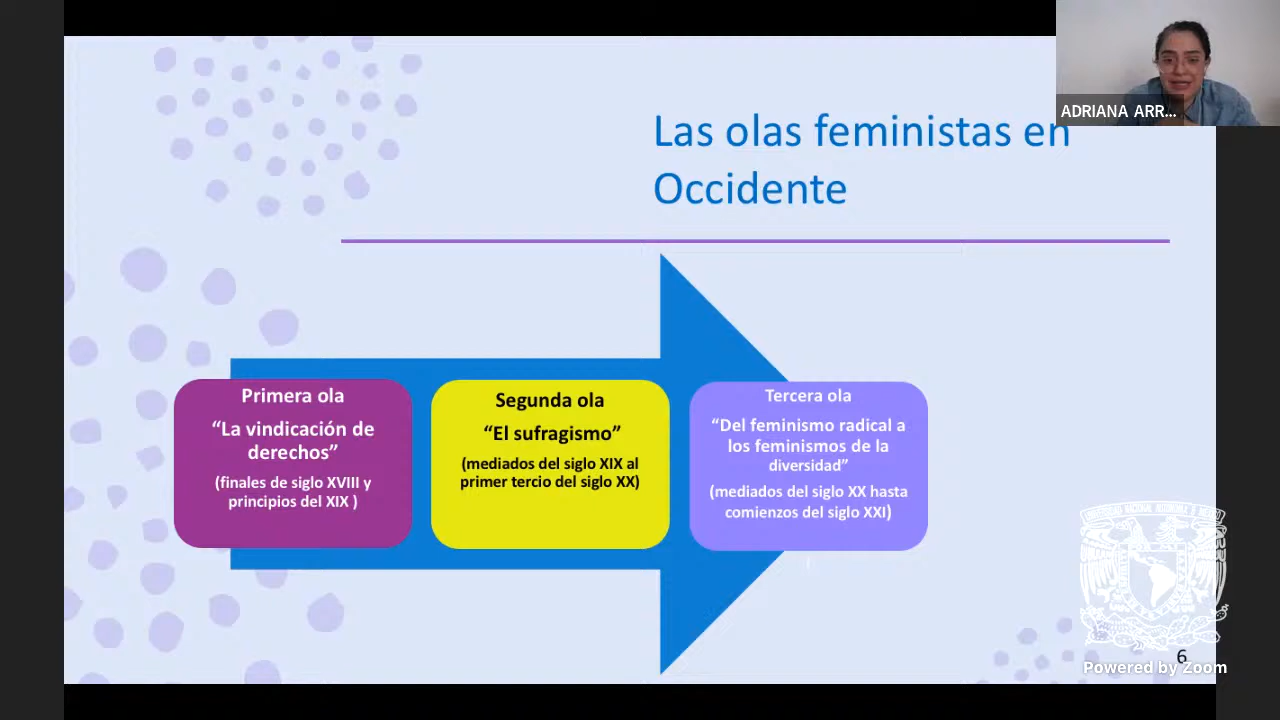 ADRIANA ARR...
Las olas feministas en
Occidente
Primera ola
“La vindicación de
derechos”
(finales de siglo XVIII y
principios del XIX )
Segunda ola
“El sufragismo”
(mediados del siglo XIX al
primer tercio del siglo XX)
Tercera ola
“Del feminismo radical a
los feminismos de la
diversidad”
(mediados del siglo XX hasta
comienzos del siglo XXI)
6
Powered by Zoom